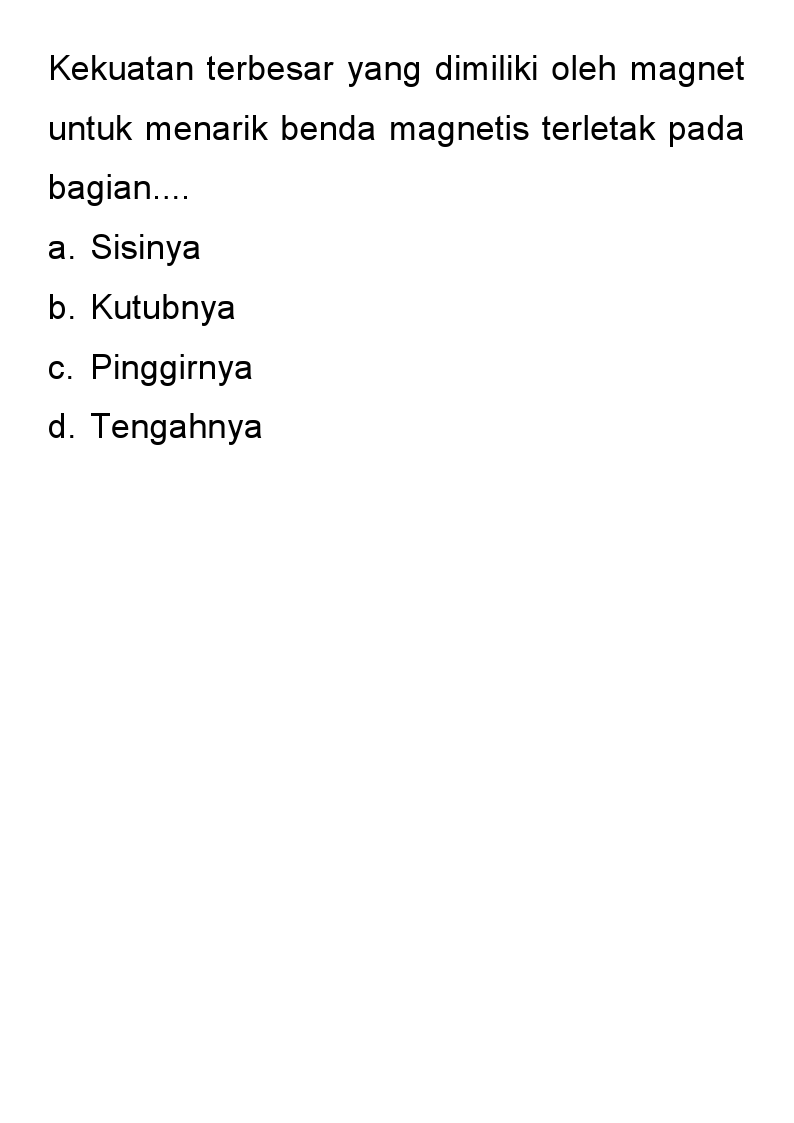 Kekuatan terbesar yang dimiliki oleh magnet
untuk menarik benda magnetis terletak pada
bagian....
a. Sisinya
b. Kutubnya
c. Pinggirnya
d. Tengahnya